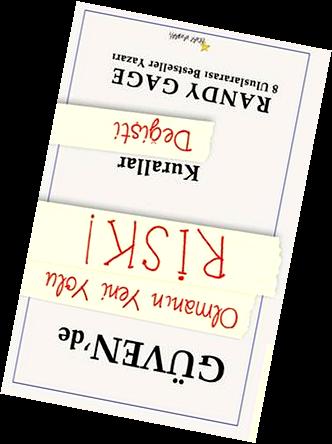 GÜVEN'de
Olmanın Yeni Yolu
RİSK!
Kurallar
Değişti
RANDY GAGE
8 Uluslararası Bestseller Yazarı